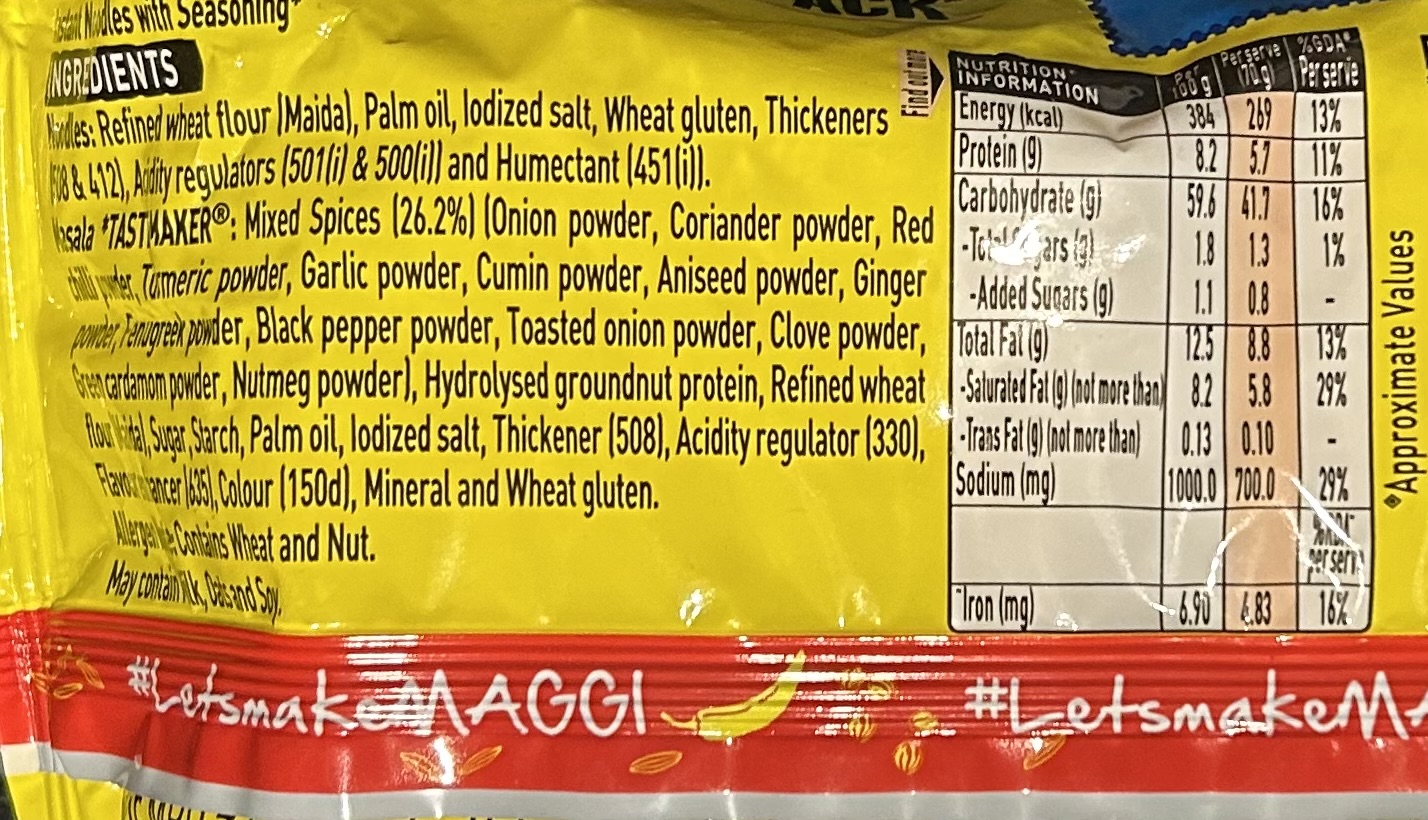 Noodles with Seasoning
INGREDIENTS
Noodles: Refined wheat flour (Maida), Palm oil, Iodized salt, Wheat gluten, Thickeners
(508 & 412), Acidity regulators (501(i) & 500(i)) and Humectant (451(i)).
Masala *TASTMAKER®: Mixed Spices (26.2%) (Onion powder, Coriander powder, Red
chilli powder, Turmeric powder, Garlic powder, Cumin powder, Aniseed powder, Ginger
powder, Fenugreek powder, Black pepper powder, Toasted onion powder, Clove powder,
Green cardamom powder, Nutmeg powder), Hydrolysed groundnut protein, Refined wheat
flour (Maida), Sugar, Starch, Palm oil, Iodized salt, Thickener (508), Acidity regulator (330),
(635), Colour (150d), Mineral and Wheat gluten.
Contains Wheat and Nut.
May contain Milk, Oats and Soy.
Find out more
NUTRITION* INFORMATION 100 g Per serve (70 g) %GDA* Per serve
Energy (kcal) 384 269 13%
Protein (g) 8.2 5.7 11%
Carbohydrate (g) 59.6 41.7 16%
-Total Sugars (g) 1.8 1.3 1%
-Added Sugars (g) 1.1 0.8 -
Total Fat (g) 12.5 8.8 13%
-Saturated Fat (g) (not more than) 8.2 5.8 29%
-Trans Fat (g) (not more than) 0.13 0.10 -
Sodium (mg) 1000.0 700.0 29%
%RDA** per serve
**Iron (mg) 6.90 4.83 16%
*Approximate Values
#LetsmakeMAGGI
#LetsmakeMA